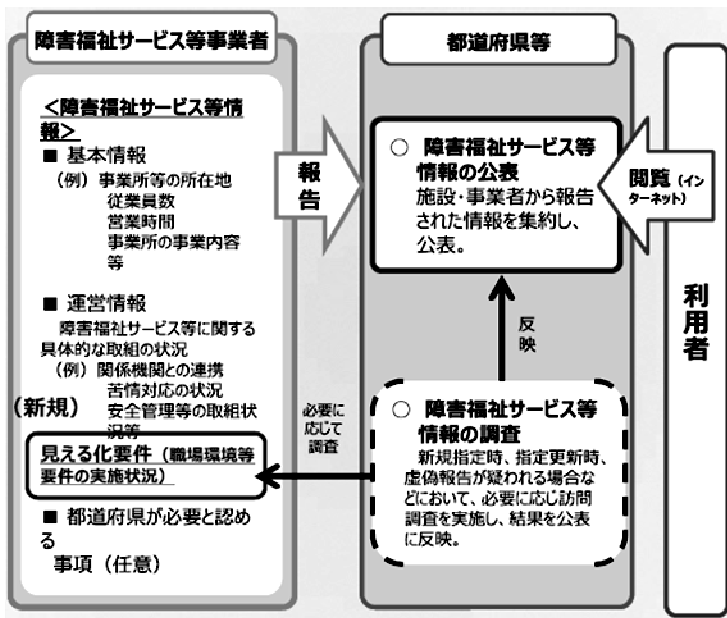 障害福祉サービス等事業者
<障害福祉サービス等情
報>
■ 基本情報
（例）事業所等の所在地
従業員数
営業時間
事業所の事業内容
等
■ 運営情報
障害福祉サービス等に関する
具体的な取組の状況
（例）関係機関との連携
苦情対応の状況
安全管理等の取組状
況等
（新規）
見える化要件（職場環境等
要件の実施状況）
■ 都道府県が必要と認め
る
事項（任意）
報
告
必要に
応じて
調査
都道府県等
○ 障害福祉サービス等
情報の公表
施設・事業者から報告
された情報を集約し、
公表。
反
映
○ 障害福祉サービス等
情報の調査
新規指定時、指定更新時、
虚偽報告が疑われる場合な
どにおいて、必要に応じ訪問
調査を実施し、結果を公表
に反映。
閲覧（イン
ターネット）
利
用
者